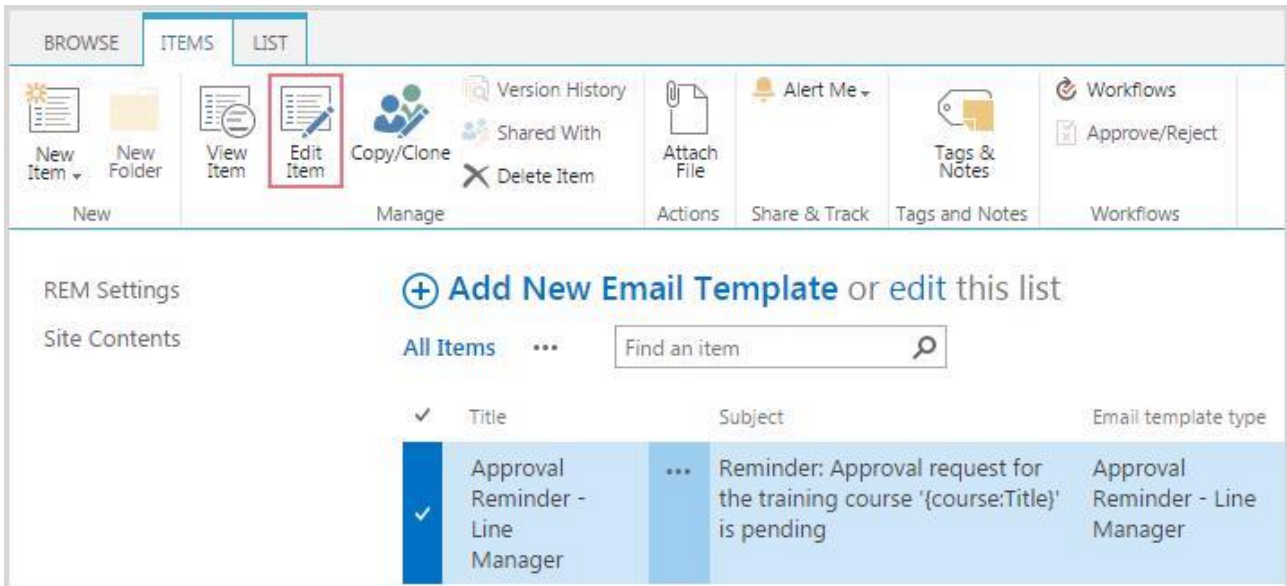 BROWSE ITEMS LIST
New Item
New Folder
View Item
Edit Item
Copy/Clone
Version History
Shared With
Delete Item
Attach File
Alert Me
Tags & Notes
Workflows
Approve/Reject
New
Manage
Actions
Share & Track
Tags and Notes
Workflows
REM Settings
Site Contents
Add New Email Template or edit this list
All Items ••• Find an item
Title Subject Email template type
Approval
Reminder -
Line
Manager
•••
Reminder: Approval request for
the training course '{course:Title}'
is pending
Approval
Reminder - Line
Manager